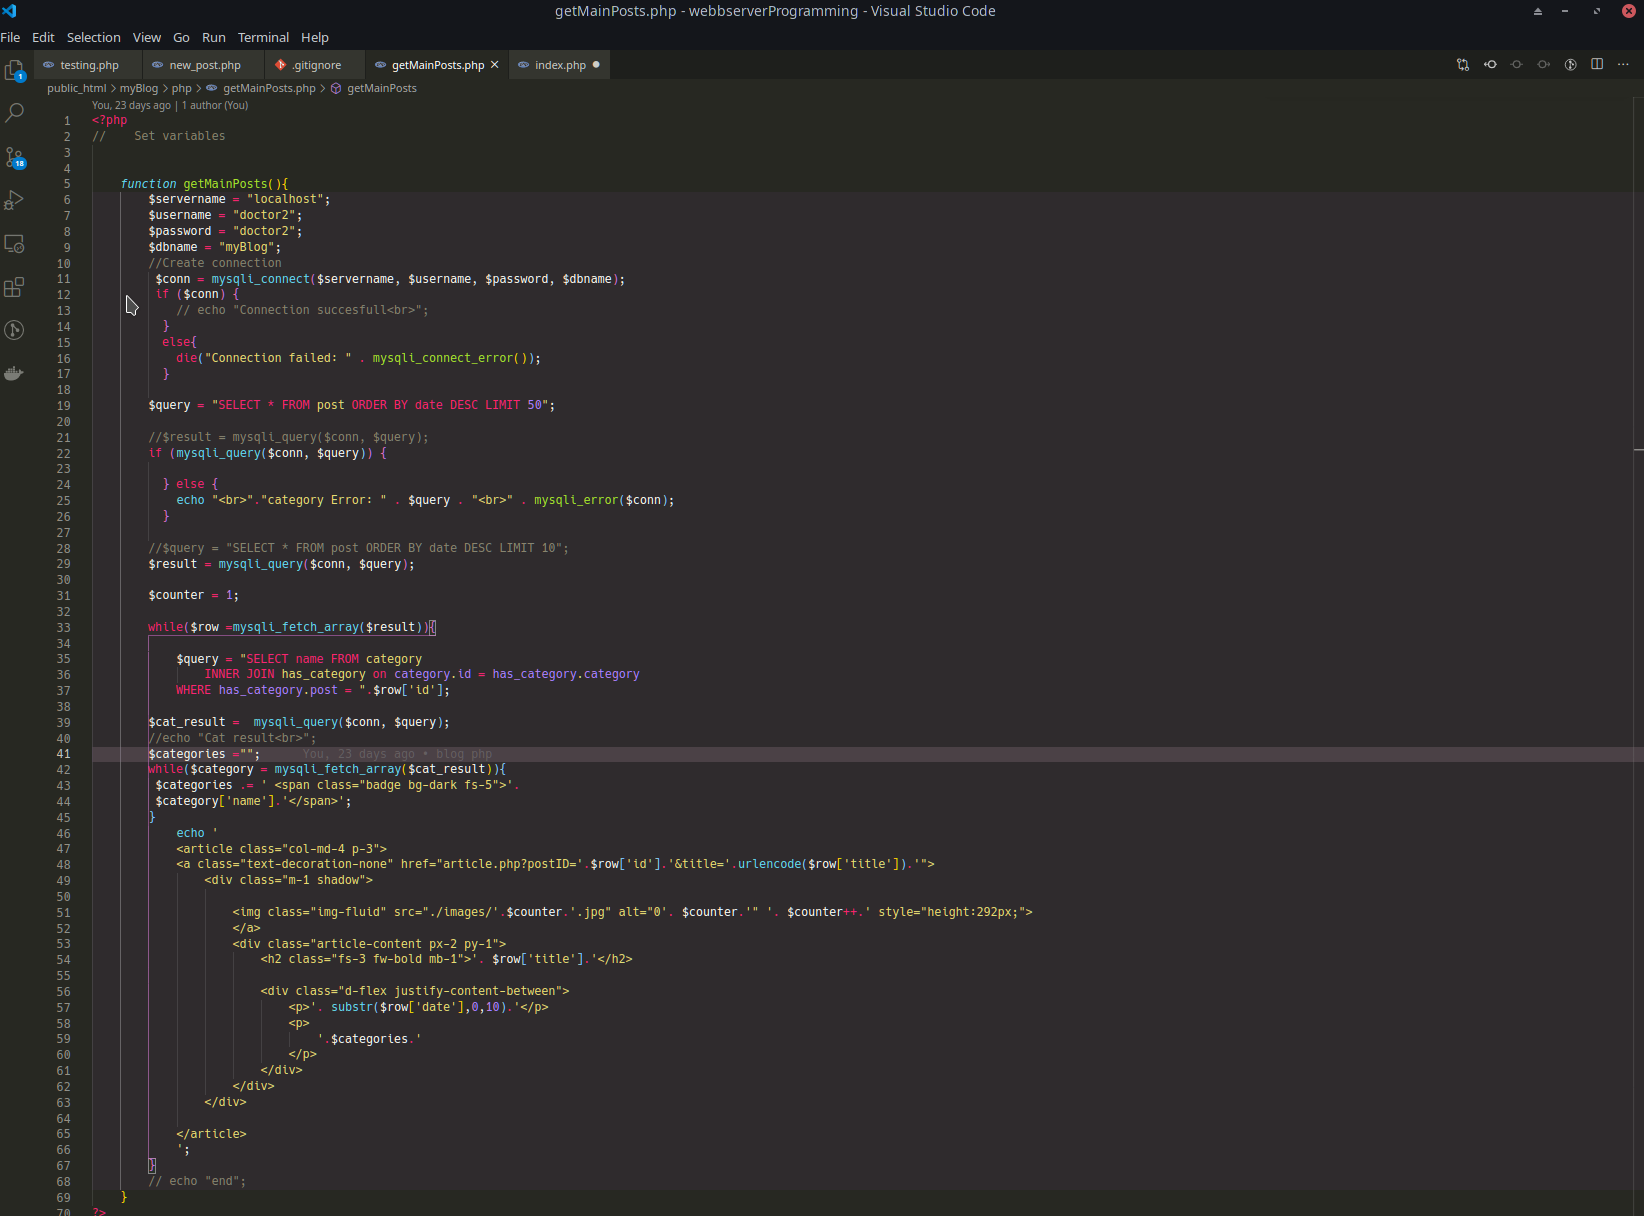 getMainPosts.php - webbserverProgramming - Visual Studio Code
File Edit Selection View Go Run Terminal Help
testing.php new_post.php .gitignore getMainPosts.php index.php
public_html > myBlog > php > getMainPosts.php > getMainPosts
You, 23 days ago | 1 author (You)
1 <?php
2 //    Set variables
3
4
5 function getMainPosts(){
6 $servername = "localhost";
7 $username = "doctor2";
8 $password = "doctor2";
9 $dbname = "myBlog";
10 //Create connection
11 $conn = mysqli_connect($servername, $username, $password, $dbname);
12 if ($conn) {
13 // echo "Connection succesfull<br>";
14 }
15 else{
16 die("Connection failed: " . mysqli_connect_error());
17 }
18
19 $query = "SELECT * FROM post ORDER BY date DESC LIMIT 50";
20
21 //$result = mysqli_query($conn, $query);
22 if (mysqli_query($conn, $query)) {
23
24 } else {
25 echo "<br>"."category Error: " . $query . "<br>" . mysqli_error($conn);
26 }
27
28 //$query = "SELECT * FROM post ORDER BY date DESC LIMIT 10";
29 $result = mysqli_query($conn, $query);
30
31 $counter = 1;
32
33 while($row =mysqli_fetch_array($result)){
34
35 $query = "SELECT name FROM category
36 INNER JOIN has_category on category.id = has_category.category
37 WHERE has_category.post = ".$row['id'];
38
39 $cat_result =  mysqli_query($conn, $query);
40 //echo "Cat result<br>";
41 $categories =""; You, 23 days ago • blog php
42 while($category = mysqli_fetch_array($cat_result)){
43 $categories .= ' <span class="badge bg-dark fs-5">'.
44 $category['name'].'</span>';
45 }
46 echo '
47 <article class="col-md-4 p-3">
48 <a class="text-decoration-none" href="article.php?postID='.$row['id'].'&title='.urlencode($row['title']).'">
49 <div class="m-1 shadow">
50
51 <img class="img-fluid" src="./images/'.$counter.'.jpg" alt="0'. $counter.'" '. $counter++.' style="height:292px;">
52 </a>
53 <div class="article-content px-2 py-1">
54 <h2 class="fs-3 fw-bold mb-1">'. $row['title'].'</h2>
55
56 <div class="d-flex justify-content-between">
57 <p>'. substr($row['date'],0,10).'</p>
58 <p>
59 '.$categories.'
60 </p>
61 </div>
62 </div>
63 </div>
64
65 </article>
66 ';
67 }
68 // echo "end";
69 }
70 ?>
1
18